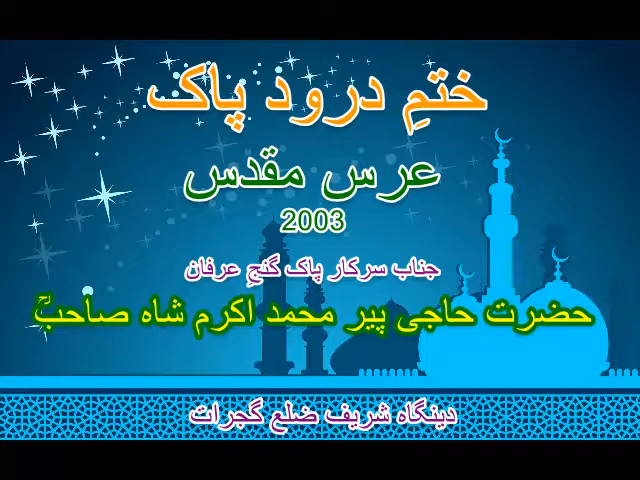 ختمِ درود پاک
عرس مقدس
2003
جناب سرکار پاک گنجِ عرفان
حضرت حاجی پیر محمد اکرم شاہ صاحبؒ
دینگاہ شریف ضلع گجرات